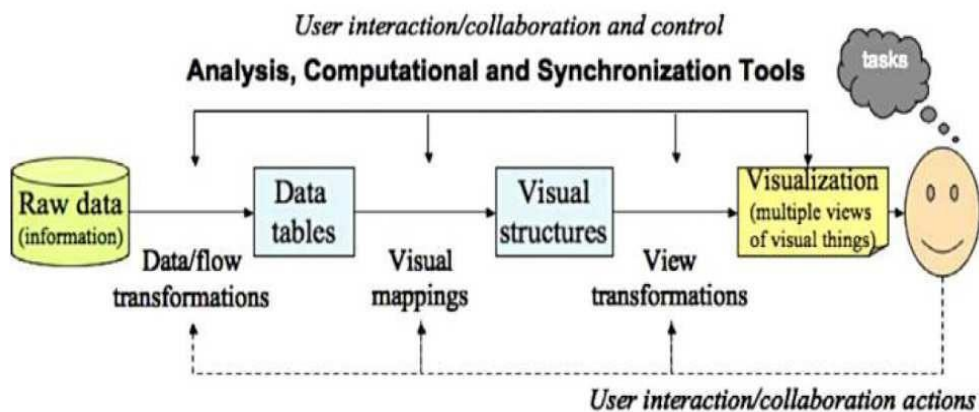 User interaction/collaboration and control
Analysis, Computational and Synchronization Tools
tasks
Raw data
(information)
Data
tables
Visual
structures
Visualization
(multiple views
of visual things)
Data/flow
transformations
Visual
mappings
View
transformations
User interaction/collaboration actions